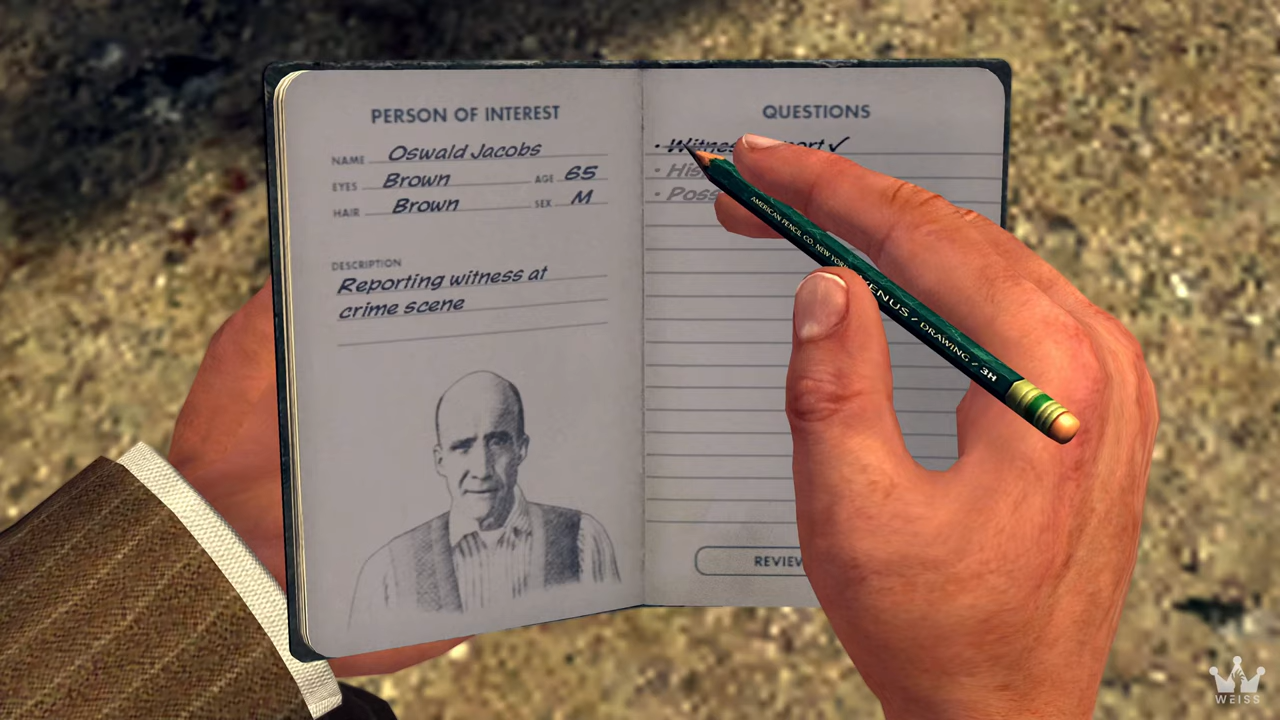 PERSON OF INTEREST
NAME Oswald Jacobs
EYES Brown AGE 65
HAIR Brown SEX M
DESCRIPTION
Reporting witness at
crime scene
QUESTIONS
AMERICAN PENCIL CO. NEW YORK VENUS / DRAWING / 3H
WEISS